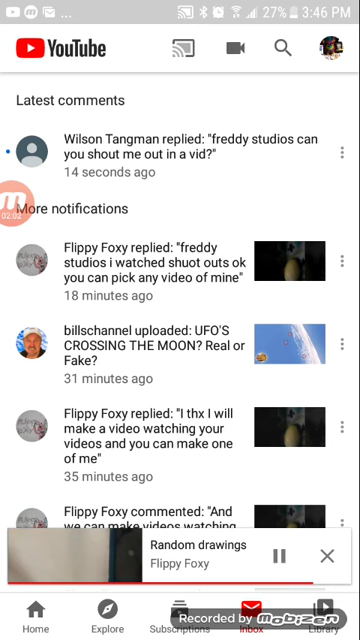 27% 3:46 PM
YouTube
Latest comments
Wilson Tangman replied: "freddy studios can
you shout me out in a vid?"
14 seconds ago
02:02
More notifications
Flippy Foxy replied: "freddy
studios i watched shuot outs ok
you can pick any video of mine"
18 minutes ago
billschannel uploaded: UFO'S
CROSSING THE MOON? Real or
Fake?
31 minutes ago
Flippy Foxy replied: "I thx I will
make a video watching your
videos and you can make one
of me"
35 minutes ago
Flippy Foxy commented: "And
we can make videos watching
Random drawings
Flippy Foxy
Home
Explore
Subscriptions
Inbox
Library
Recorded by mobizen